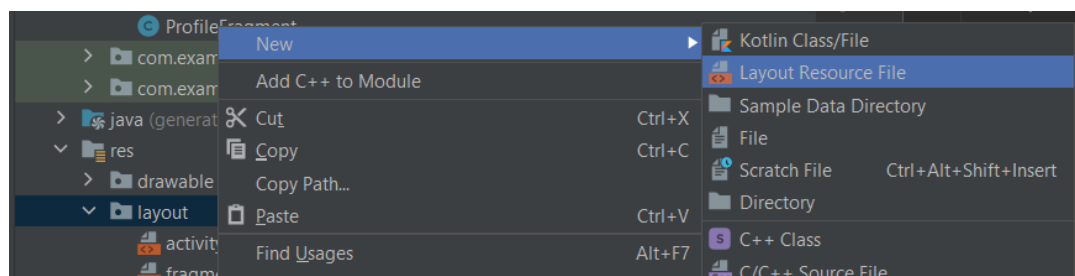 ProfileFragment
com.exam
com.exam
java (generat
res
drawable
layout
activity
fragm
New
Add C++ to Module
Cut Ctrl+X
Copy Ctrl+C
Copy Path...
Paste Ctrl+V
Find Usages Alt+F7
Kotlin Class/File
Layout Resource File
Sample Data Directory
File
Scratch File Ctrl+Alt+Shift+Insert
Directory
S C++ Class
C/C++ Source File